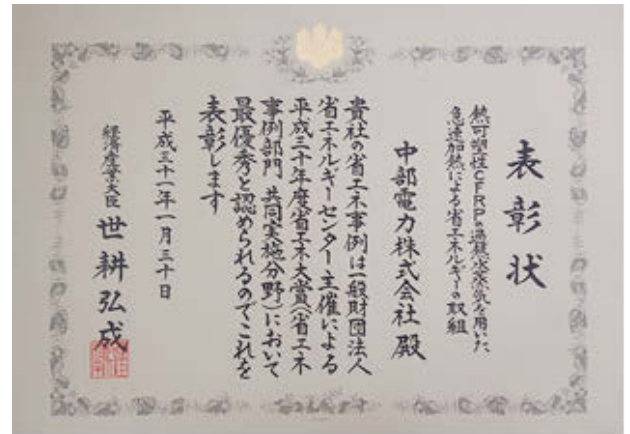 表彰状
熱可塑性CFRPの過熱水蒸気を用いた
急速加熱による省エネルギーの取組
中部電力株式会社 殿
貴社の省エネ事例は一般財団法人
省エネルギーセンター主催による
平成三十年度省エネ大賞(省エネ
事例部門 共同実施分野)において
最優秀と認められるのでこれを
表彰します
平成三十一年一月三十日
経済産業大臣 世耕弘成